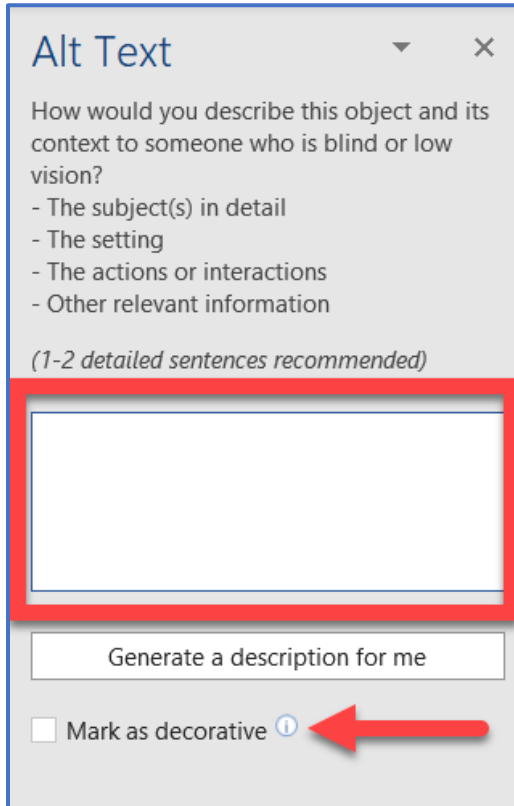 Alt Text
How would you describe this object and its
context to someone who is blind or low
vision?
- The subject(s) in detail
- The setting
- The actions or interactions
- Other relevant information
(1-2 detailed sentences recommended)
Generate a description for me
Mark as decorative